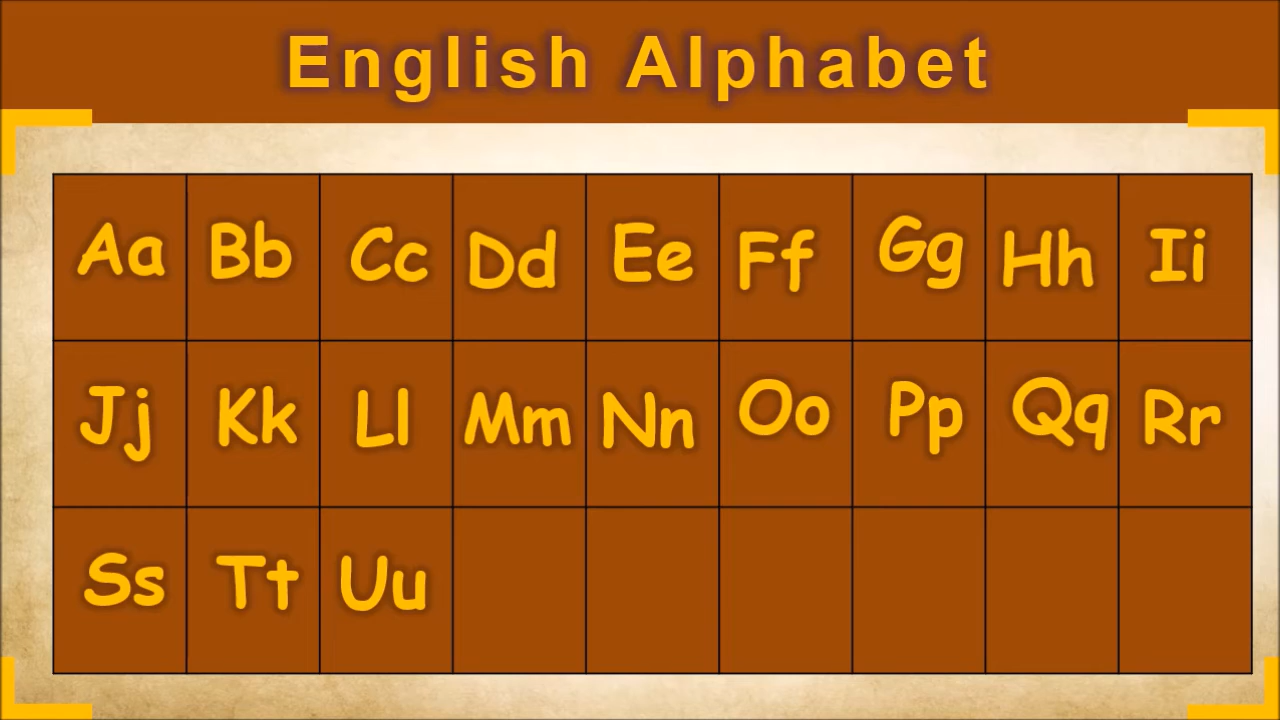 English Alphabet
Aa Bb Cc Dd Ee Ff Gg Hh Ii
Jj Kk Ll Mm Nn Oo Pp Qq Rr
Ss Tt Uu